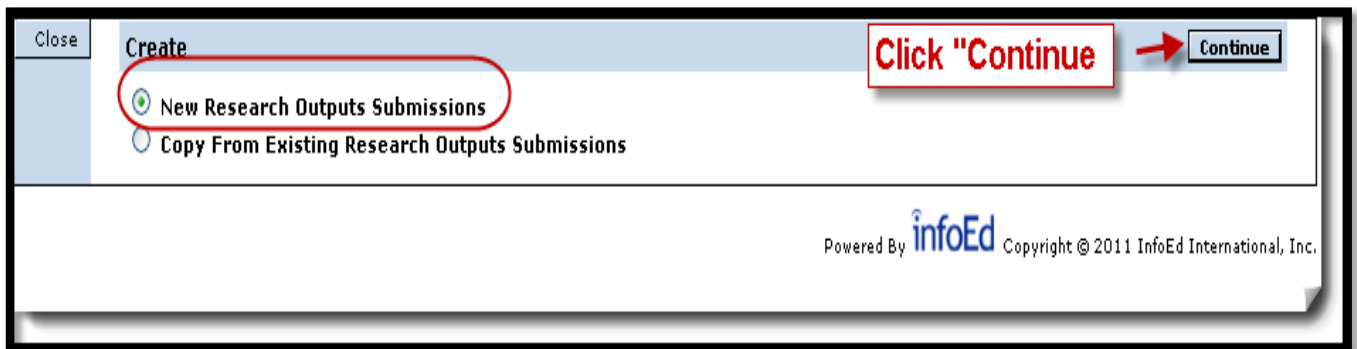 Close
Create
Click "Continue
Continue
New Research Outputs Submissions
Copy From Existing Research Outputs Submissions
Powered By infoEd Copyright © 2011 InfoEd International, Inc.